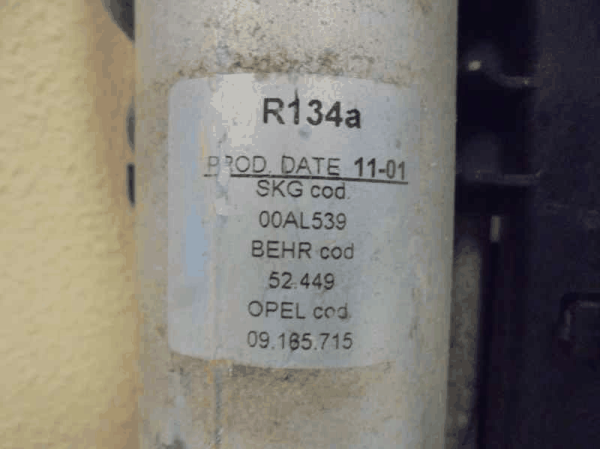 R134a
PROD. DATE 11-01
SKG cod.
00AL539
BEHR cod
52.449
OPEL cod.
09.165.715